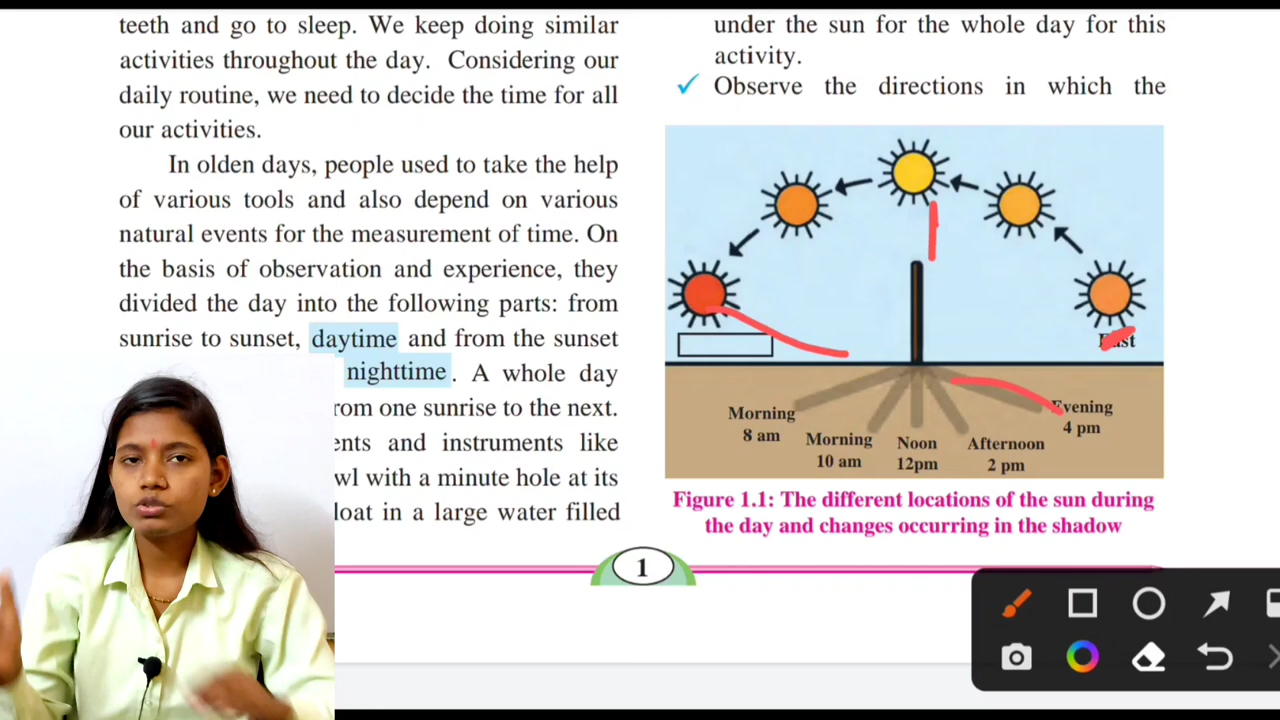 teeth and go to sleep. We keep doing similar
activities throughout the day. Considering our
daily routine, we need to decide the time for all
our activities.
In olden days, people used to take the help
of various tools and also depend on various
natural events for the measurement of time. On
the basis of observation and experience, they
divided the day into the following parts: from
sunrise to sunset, daytime and from the sunset
nighttime. A whole day
from one sunrise to the next.
and instruments like
with a minute hole at its
in a large water filled
under the sun for the whole day for this
activity.
✓ Observe the directions in which the
East
Morning
8 am
Morning
10 am
Noon
12pm
Afternoon
2 pm
Evening
4 pm
Figure 1.1: The different locations of the sun during
the day and changes occurring in the shadow
1